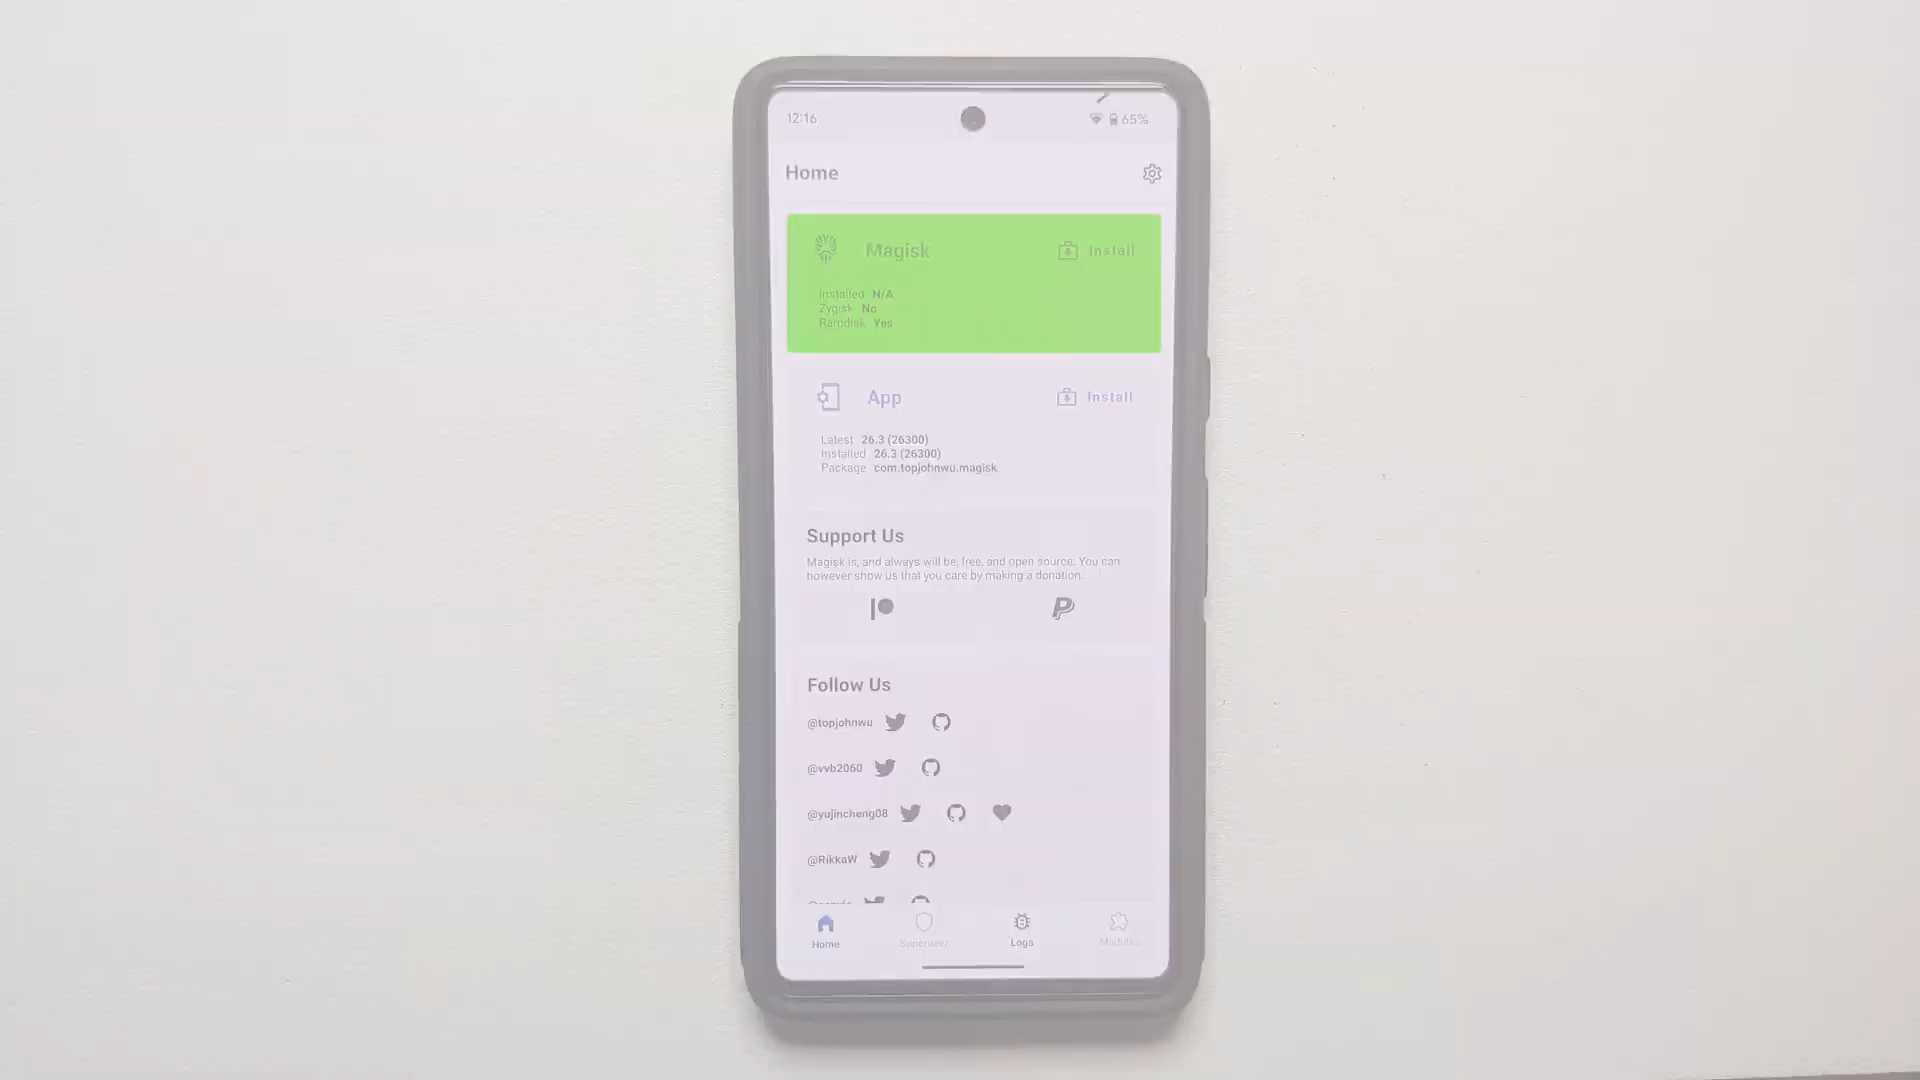 12:16
65%
Home
Magisk
Install
Installed N/A
Zygisk No
Ramdisk Yes
App
Install
Latest 26.3 (26300)
Installed 26.3 (26300)
Package com.topjohnwu.magisk
Support Us
Magisk is, and always will be, free, and open source. You can
however show us that you care by making a donation.
Follow Us
@topjohnwu
@vvb2060
@yujincheng08
@RikkaW
Home
Superuser
Logs
Modules